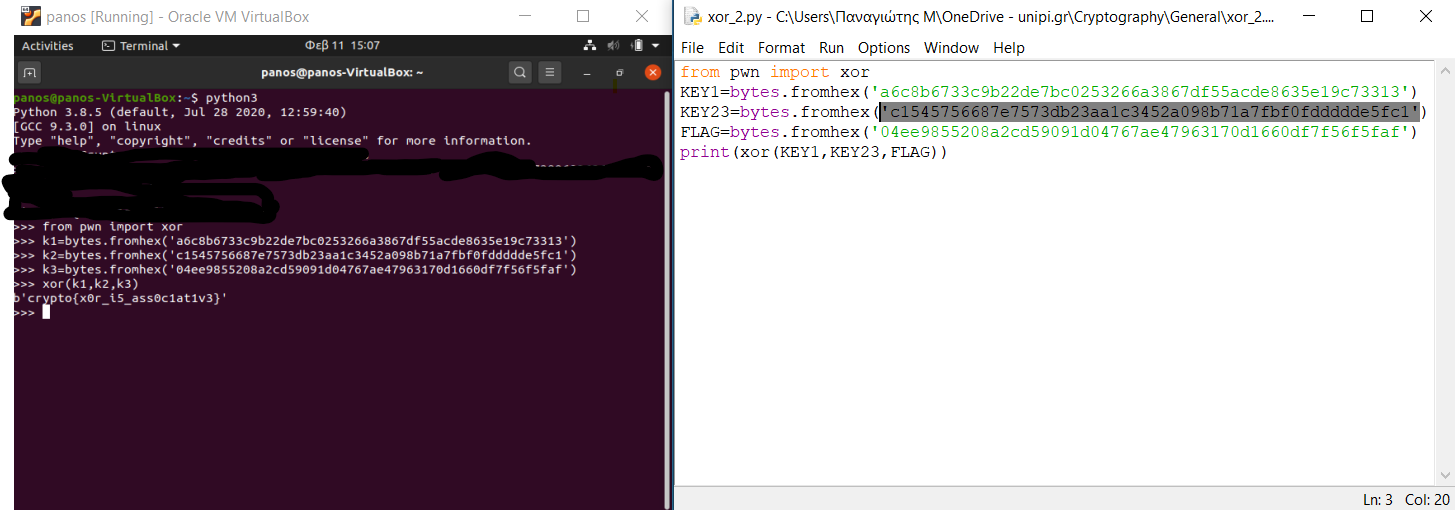 panos [Running] - Oracle VM VirtualBox
Activities
Terminal
Φεβ 11 15:07
panos@panos-VirtualBox: ~
panos@panos-VirtualBox:~$ python3
Python 3.8.5 (default, Jul 28 2020, 12:59:40)
[GCC 9.3.0] on linux
Type "help", "copyright", "credits" or "license" for more information.
>>> from pwn import xor
>>> k1=bytes.fromhex('a6c8b6733c9b22de7bc0253266a3867df55acde8635e19c73313')
>>> k2=bytes.fromhex('c1545756687e7573db23aa1c3452a098b71a7fbf0fddddde5fc1')
>>> k3=bytes.fromhex('04ee9855208a2cd59091d04767ae47963170d1660df7f56f5faf')
>>> xor(k1,k2,k3)
b'crypto{x0r_i5_ass0c1at1v3}'
>>>
xor_2.py - C:\Users\Παναγιώτης Μ\OneDrive - unipi.gr\Cryptography\General\xor_2....
File Edit Format Run Options Window Help
from pwn import xor
KEY1=bytes.fromhex('a6c8b6733c9b22de7bc0253266a3867df55acde8635e19c73313')
KEY23=bytes.fromhex('c1545756687e7573db23aa1c3452a098b71a7fbf0fddddde5fc1')
FLAG=bytes.fromhex('04ee9855208a2cd59091d04767ae47963170d1660df7f56f5faf')
print(xor(KEY1,KEY23,FLAG))
Ln: 3 Col: 20